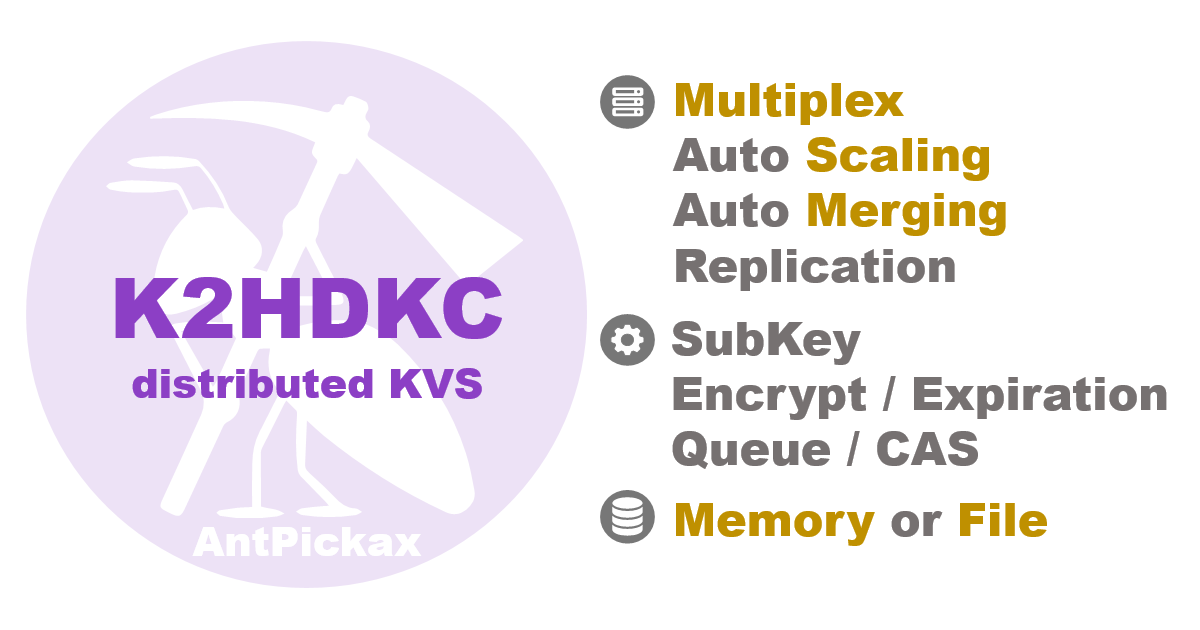 K2HDKC
distributed KVS
AntPickax
Multiplex
Auto Scaling
Auto Merging
Replication
SubKey
Encrypt / Expiration
Queue / CAS
Memory or File